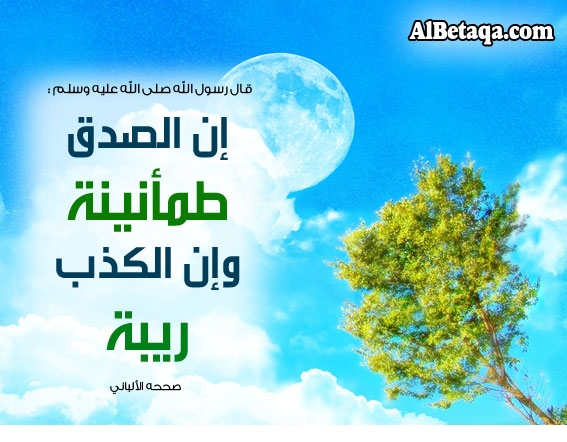 AlBetaqa.com
قال رسول الله صلى الله عليه وسلم :
إن الصدق
طمأنينة
وإن الكذب
ريبة
صححه الألباني